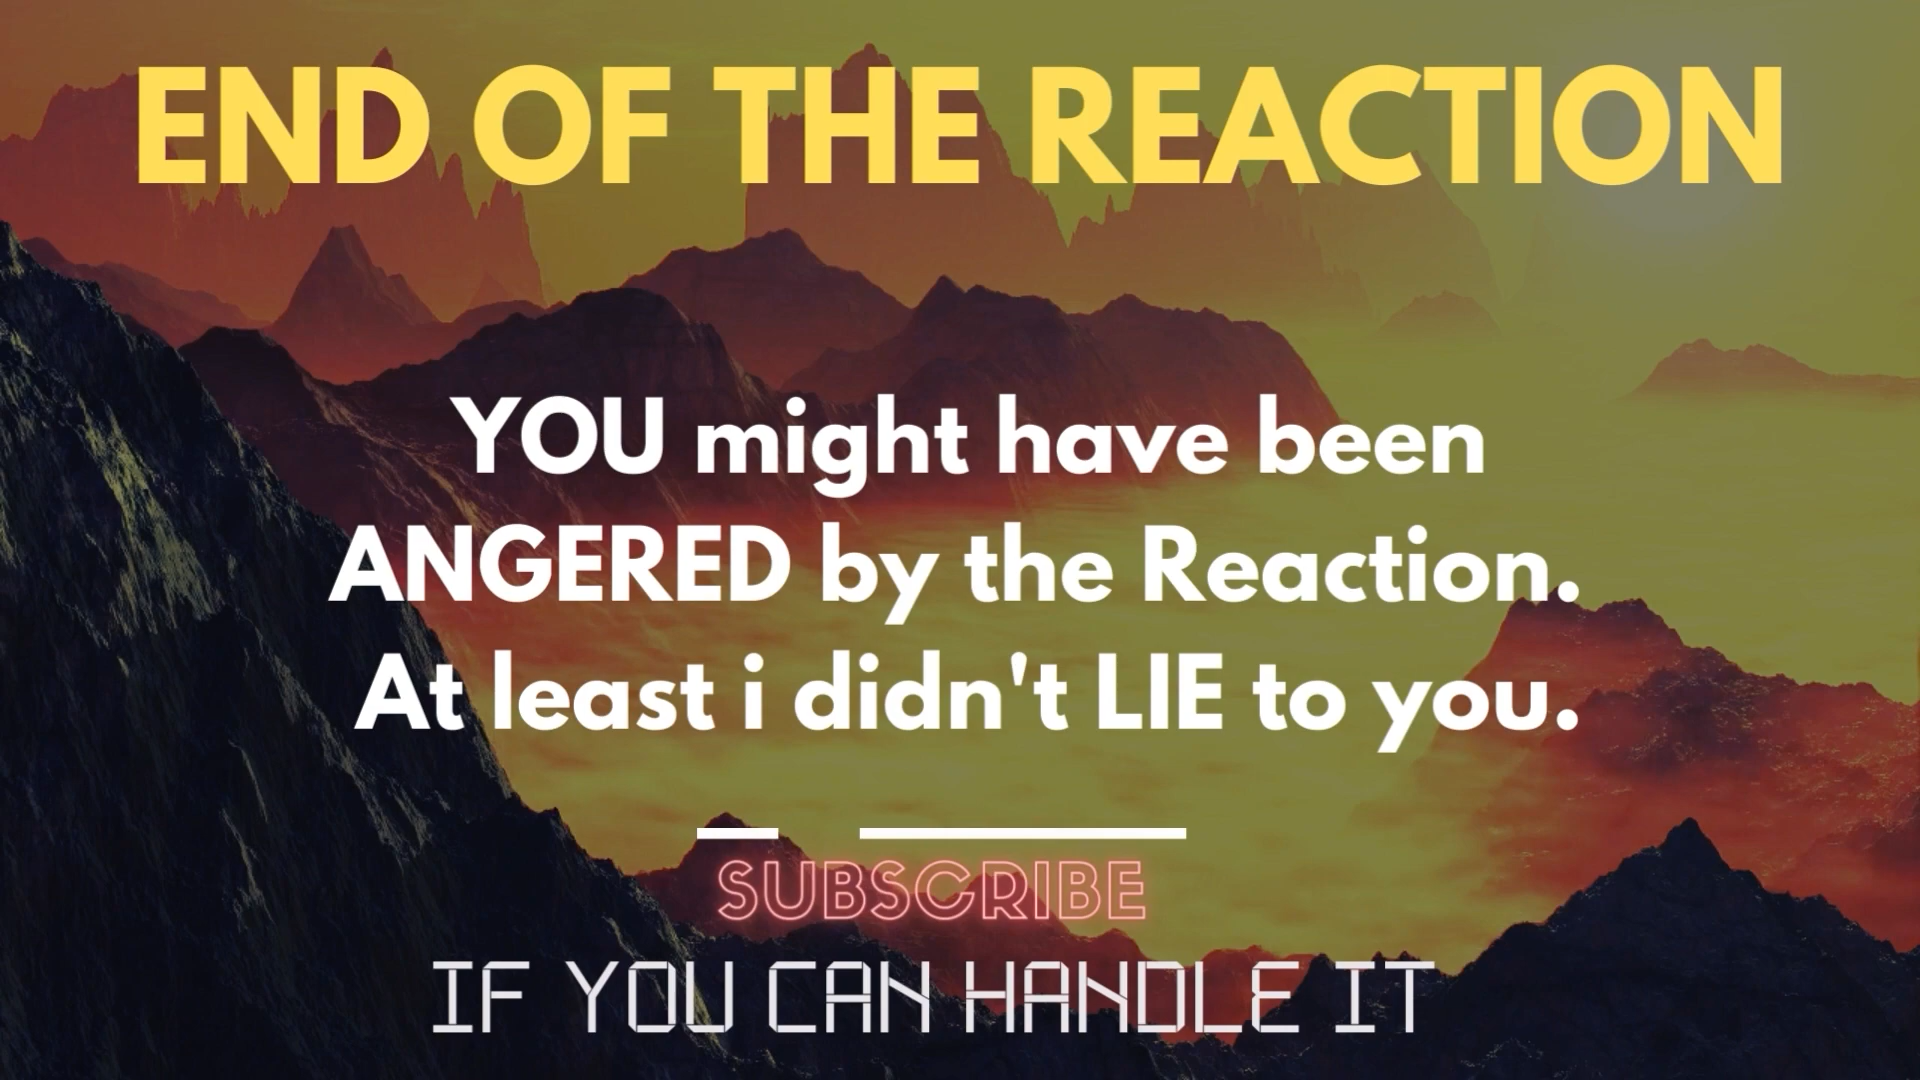 END OF THE REACTION
YOU might have been
ANGERED by the Reaction.
At least i didn't LIE to you.
SUBSCRIBE
IF YOU CAN HANDLE IT